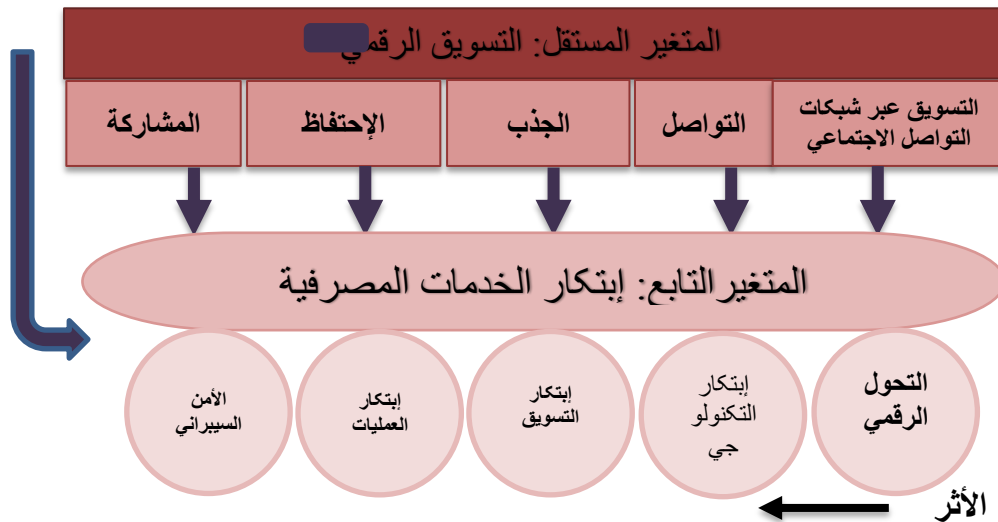 المتغير المستقل: التسويق الرقمي
التسويق عبر شبكات
التواصل الاجتماعي
التواصل
الجذب
الإحتفاظ
المشاركة
المتغير التابع: إبتكار الخدمات المصرفية
التحول
الرقمي
إبتكار
التكنولو
جي
إبتكار
التسويق
إبتكار
العمليات
الأمن
السيبراني
الأثر